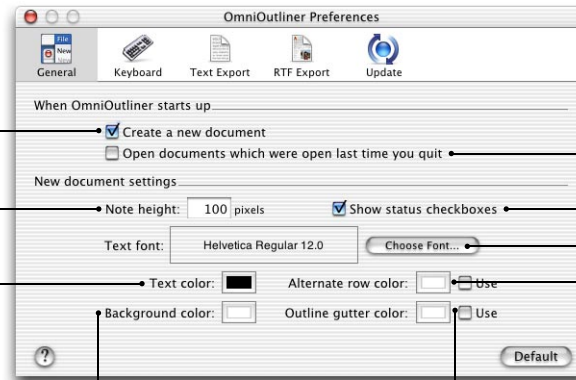 OmniOutliner Preferences
File
New
New
General Keyboard Text Export RTF Export Update
When OmniOutliner starts up
Create a new document
Open documents which were open last time you quit
New document settings
Note height: 100 pixels Show status checkboxes
Text font: Helvetica Regular 12.0 Choose Font...
Text color: Alternate row color: Use
Background color: Outline gutter color: Use
? Default